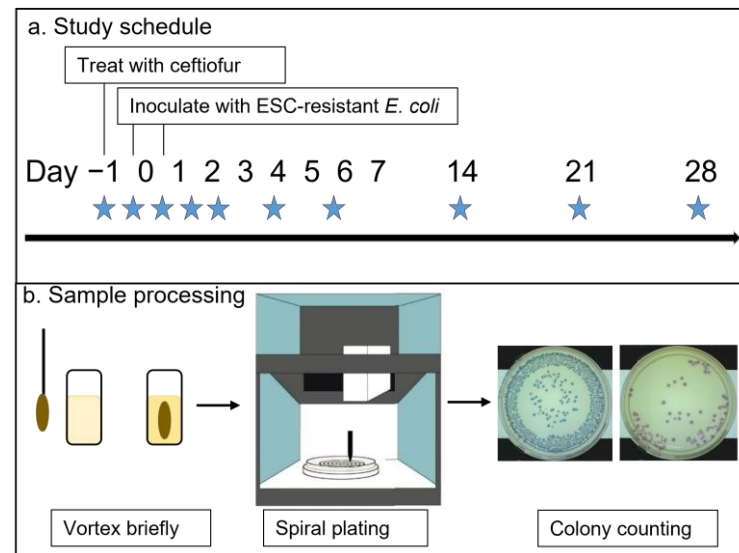 a. Study schedule
Treat with ceftiofur
Inoculate with ESC-resistant E. coli
Day −1 0 1 2 3 4 5 6 7 14 21 28
b. Sample processing
Vortex briefly
Spiral plating
Colony counting